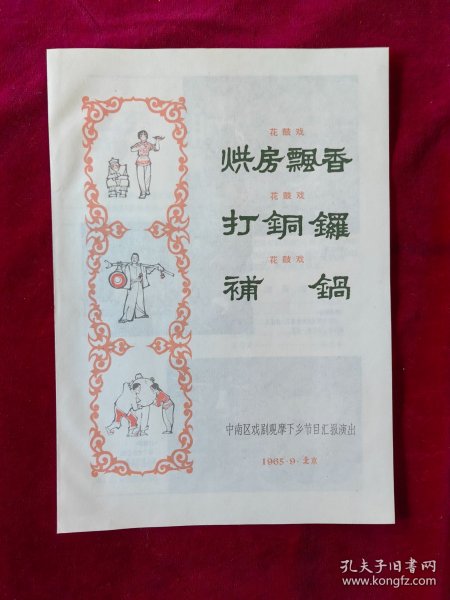 花鼓戏
烘房飄香
花鼓戏
打銅鑼
花鼓戏
補鍋
中南区戏剧观摩下乡节目汇报演出
1965·9·北京
孔夫子旧书网
www.kongfz.com